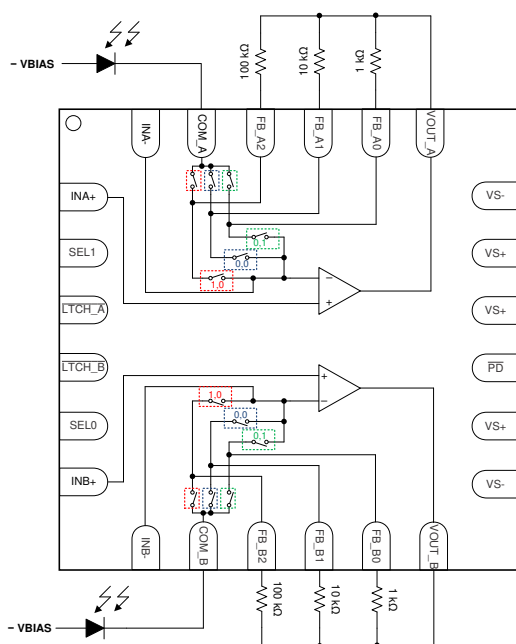 100 kΩ
10 kΩ
1 kΩ
– VBIAS
INA-
COM_A
FB_A2
FB_A1
FB_A0
VOUT_A
INA+
SEL1
LTCH_A
LTCH_B
SEL0
INB+
VS-
VS+
VS+
PD
VS+
VS-
0,1
0,0
1,0
–
+
+
–
1,0
0,0
0,1
INB-
COM_B
FB_B2
FB_B1
FB_B0
VOUT_B
100 kΩ
10 kΩ
1 kΩ
– VBIAS